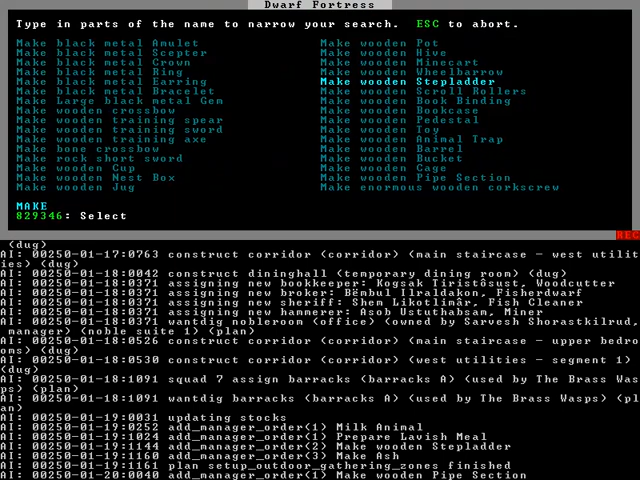 Dwarf Fortress
Type in parts of the name to narrow your search.  ESC to abort.
Make black metal Amulet
Make black metal Scepter
Make black metal Crown
Make black metal Ring
Make black metal Earring
Make black metal Bracelet
Make Large black metal Gem
Make wooden crossbow
Make wooden training spear
Make wooden training sword
Make wooden training axe
Make bone crossbow
Make rock short sword
Make wooden Cup
Make wooden Nest Box
Make wooden Jug
Make wooden Pot
Make wooden Hive
Make wooden Minecart
Make wooden Wheelbarrow
Make wooden Stepladder
Make wooden Scroll Rollers
Make wooden Book Binding
Make wooden Bookcase
Make wooden Pedestal
Make wooden Toy
Make wooden Animal Trap
Make wooden Barrel
Make wooden Bucket
Make wooden Cage
Make wooden Pipe Section
Make enormous wooden corkscrew
MAKE
829346: Select
REC
(dug)
AI: 00250-01-17:0763 construct corridor (corridor) (main staircase - west utilit
ies) (dug)
AI: 00250-01-18:0042 construct dininghall (temporary dining room) (dug)
AI: 00250-01-18:0371 assigning new bookkeeper: Kogsák Tiristôsust, Woodcutter
AI: 00250-01-18:0371 assigning new broker: Bêmbul Ilraldakon, Fisherdwarf
AI: 00250-01-18:0371 assigning new sheriff: Shem Likotlimâr, Fish Cleaner
AI: 00250-01-18:0371 assigning new hammerer: Asob Ustuthabsam, Miner
AI: 00250-01-18:0371 wantdig nobleroom (office) (owned by Sarvesh Shorastkilrud,
manager) (noble suite 1) (plan)
AI: 00250-01-18:0526 construct corridor (corridor) (main staircase - upper bedro
oms) (dug)
AI: 00250-01-18:0530 construct corridor (corridor) (west utilities - segment 1)
(dug)
AI: 00250-01-18:1091 squad 7 assign barracks (barracks A) (used by The Brass Was
ps) (plan)
AI: 00250-01-18:1091 wantdig barracks (barracks A) (used by The Brass Wasps) (pl
an)
AI: 00250-01-19:0031 updating stocks
AI: 00250-01-19:0252 add_manager_order(1) Milk Animal
AI: 00250-01-19:1024 add_manager_order(1) Prepare Lavish Meal
AI: 00250-01-19:1144 add_manager_order(2) Make wooden Stepladder
AI: 00250-01-19:1160 add_manager_order(3) Make Ash
AI: 00250-01-19:1161 plan setup_outdoor_gathering_zones finished
AI: 00250-01-20:0040 add_manager_order(1) Make wooden Pipe Section